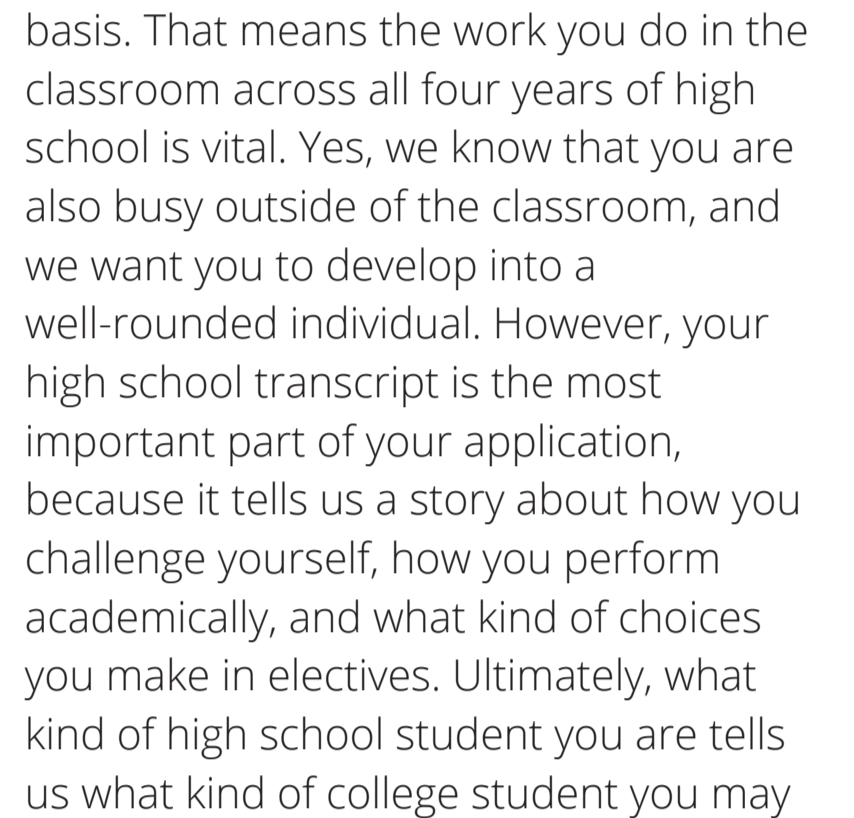 basis. That means the work you do in the
classroom across all four years of high
school is vital. Yes, we know that you are
also busy outside of the classroom, and
we want you to develop into a
well-rounded individual. However, your
high school transcript is the most
important part of your application,
because it tells us a story about how you
challenge yourself, how you perform
academically, and what kind of choices
you make in electives. Ultimately, what
kind of high school student you are tells
us what kind of college student you may